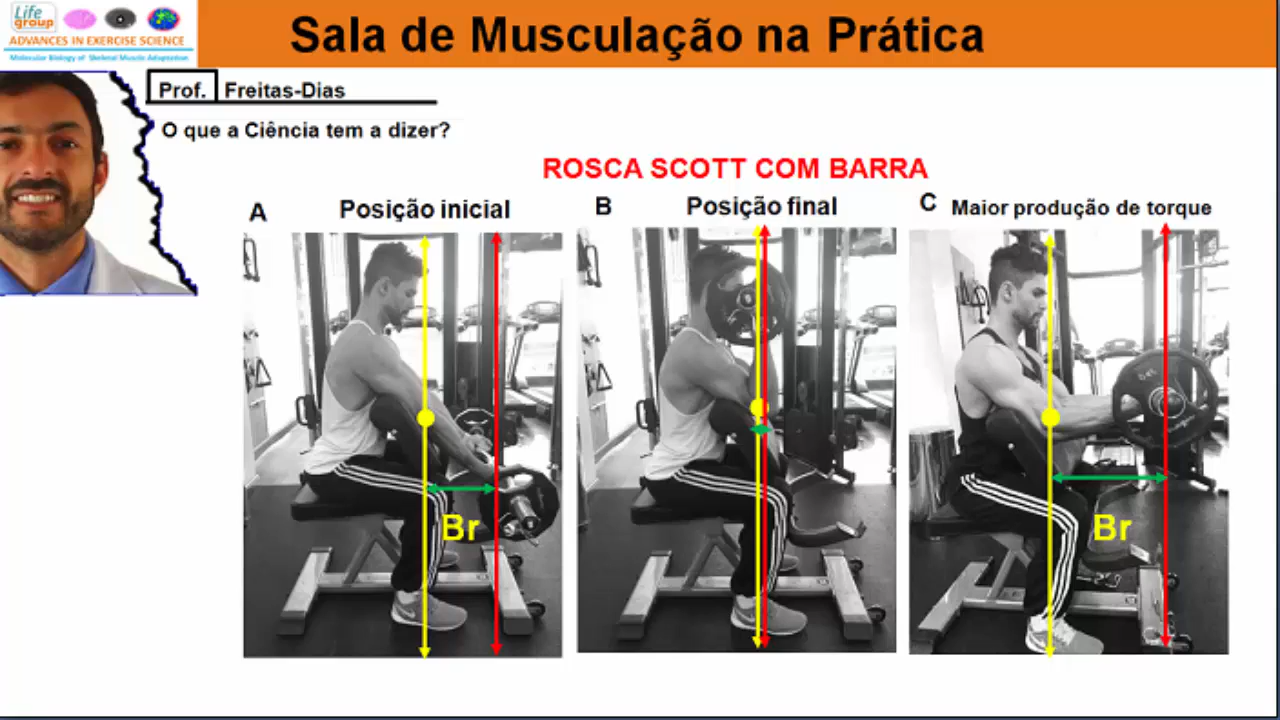 Life
group
ADVANCES IN EXERCISE SCIENCE
Molecular Biology of Skeletal Muscle Adaptation
Sala de Musculação na Prática
Prof. Freitas-Dias
O que a Ciência tem a dizer?
ROSCA SCOTT COM BARRA
A Posição inicial
B Posição final
C Maior produção de torque
Br
Br